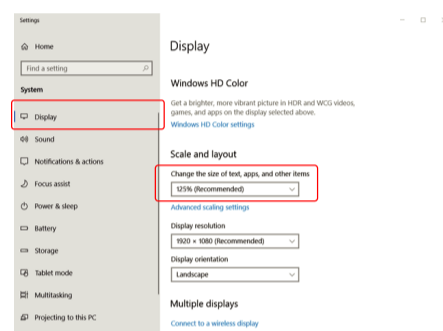 Settings
Home
Find a setting
System
Display
Sound
Notifications & actions
Focus assist
Power & sleep
Battery
Storage
Tablet mode
Multitasking
Projecting to this PC
Display
Windows HD Color
Get a brighter, more vibrant picture in HDR and WCG videos,
games, and apps on the display selected above.
Windows HD Color settings
Scale and layout
Change the size of text, apps, and other items
125% (Recommended)
Advanced scaling settings
Display resolution
1920 × 1080 (Recommended)
Display orientation
Landscape
Multiple displays
Connect to a wireless display